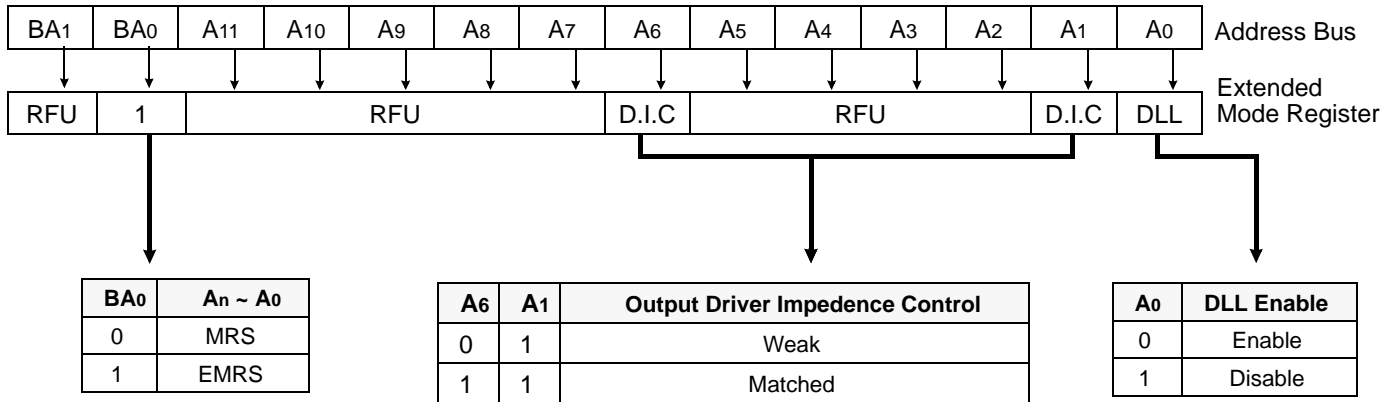 BA1 BA0 A11 A10 A9 A8 A7 A6 A5 A4 A3 A2 A1 A0 Address Bus
RFU 1 RFU D.I.C RFU D.I.C DLL Extended Mode Register
BA0 An ~ A0
0 MRS
1 EMRS
A6 A1 Output Driver Impedence Control
0 1 Weak
1 1 Matched
A0 DLL Enable
0 Enable
1 Disable